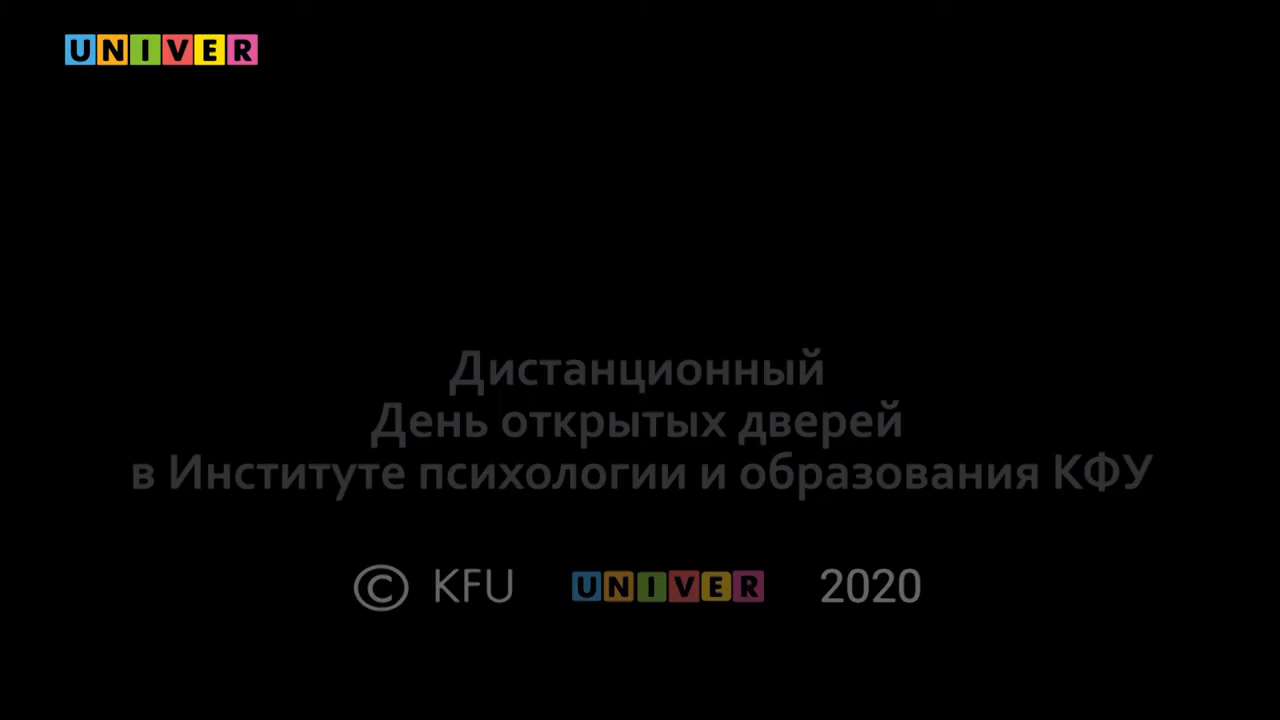 UNIVER
Дистанционный
День открытых дверей
в Институте психологии и образования КФУ
© KFU UNIVER 2020